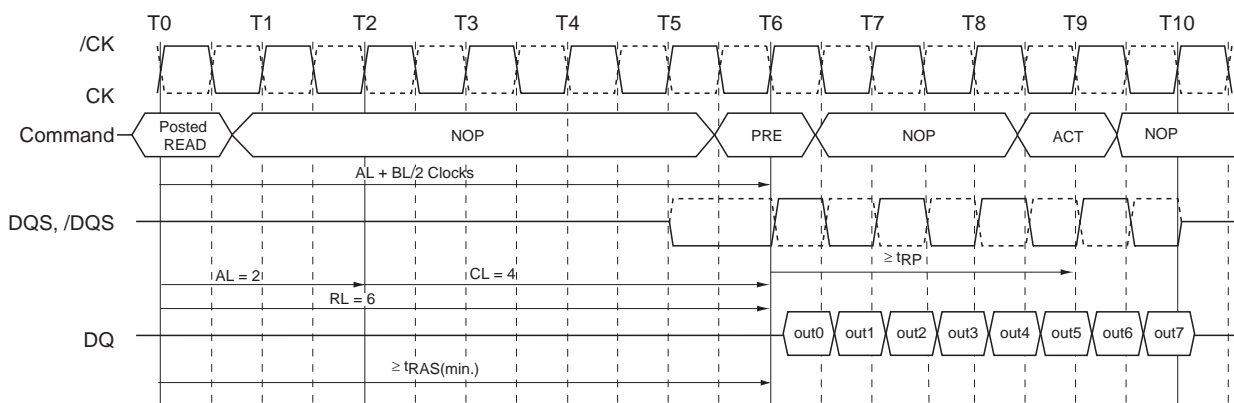 T0 T1 T2 T3 T4 T5 T6 T7 T8 T9 T10
/CK
CK
Command
Posted
READ
NOP
PRE
NOP
ACT
NOP
AL + BL/2 Clocks
DQS, /DQS
≥ tRP
AL = 2
CL = 4
RL = 6
DQ
out0 out1 out2 out3 out4 out5 out6 out7
≥ tRAS(min.)